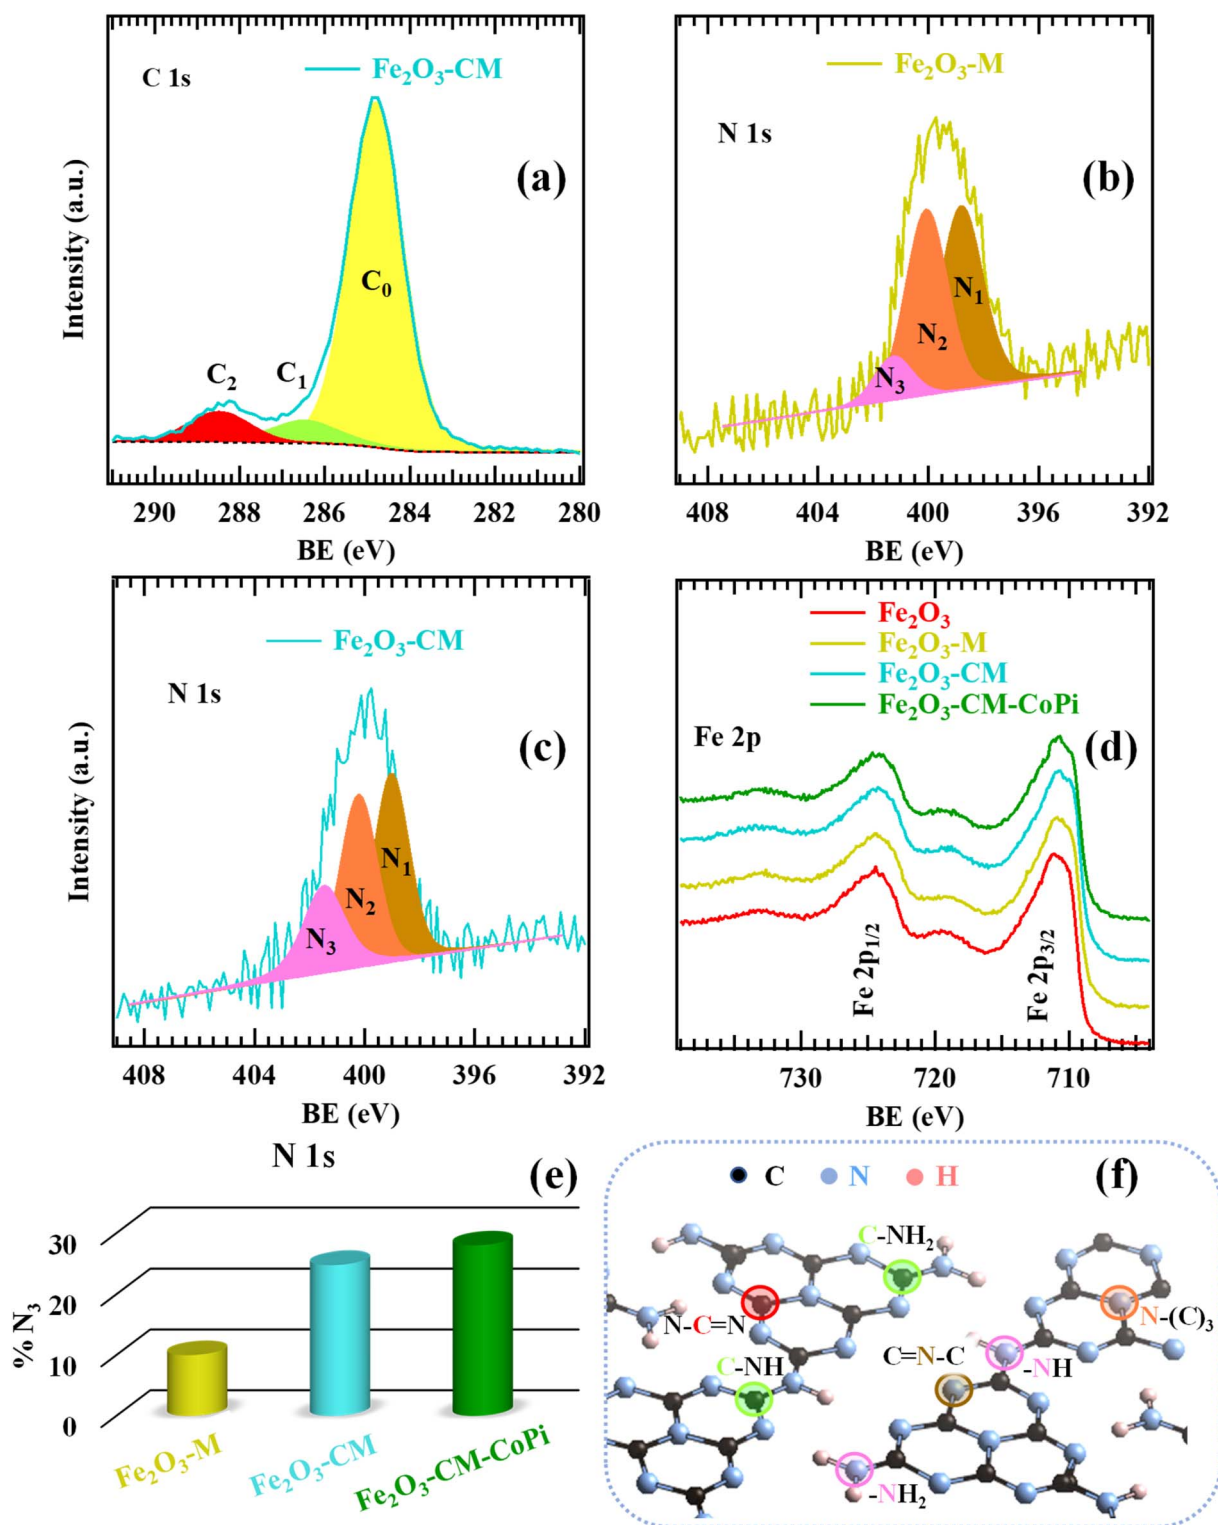 C 1s
Fe₂O₃-CM
(a)
C₀
C₁
C₂
Intensity (a.u.)
290 288 286 284 282 280
BE (eV)
Fe₂O₃-M
N 1s
(b)
N₁
N₂
N₃
408 404 400 396 392
BE (eV)
Fe₂O₃-CM
N 1s
(c)
N₁
N₂
N₃
Intensity (a.u.)
408 404 400 396 392
BE (eV)
Fe₂O₃
Fe₂O₃-M
Fe₂O₃-CM
Fe₂O₃-CM-CoPi
Fe 2p
(d)
Fe 2p₁/₂
Fe 2p₃/₂
730 720 710
BE (eV)
N 1s
(e)
% N₃
30
20
10
0
Fe₂O₃-M
Fe₂O₃-CM
Fe₂O₃-CM-CoPi
C N H
(f)
C-NH₂
N-C=N
N-(C)₃
C-NH
C=N-C
-NH
-NH₂